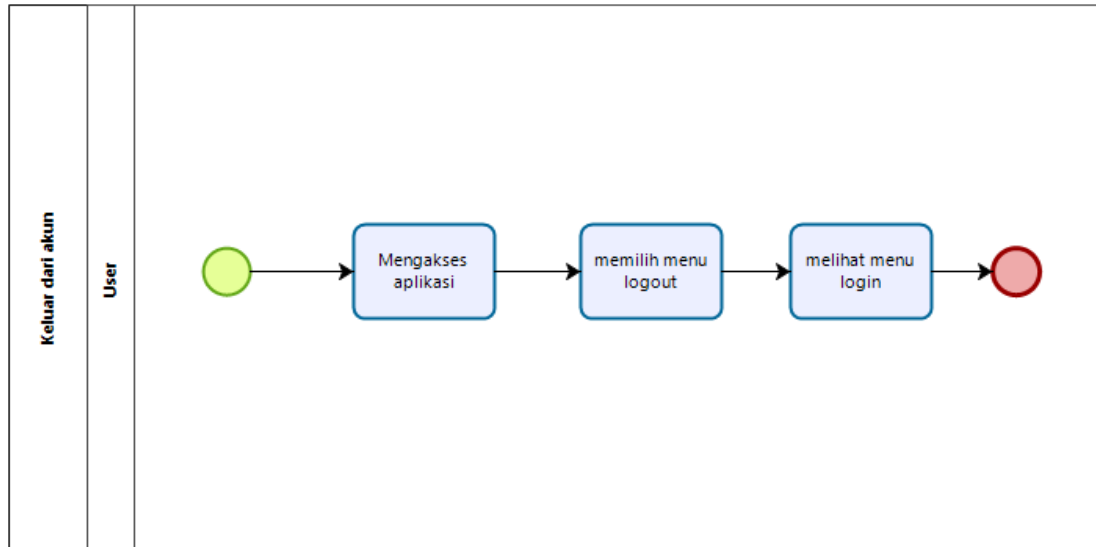 Keluar dari akun
User
Mengakses
aplikasi
memilih menu
logout
melihat menu
login